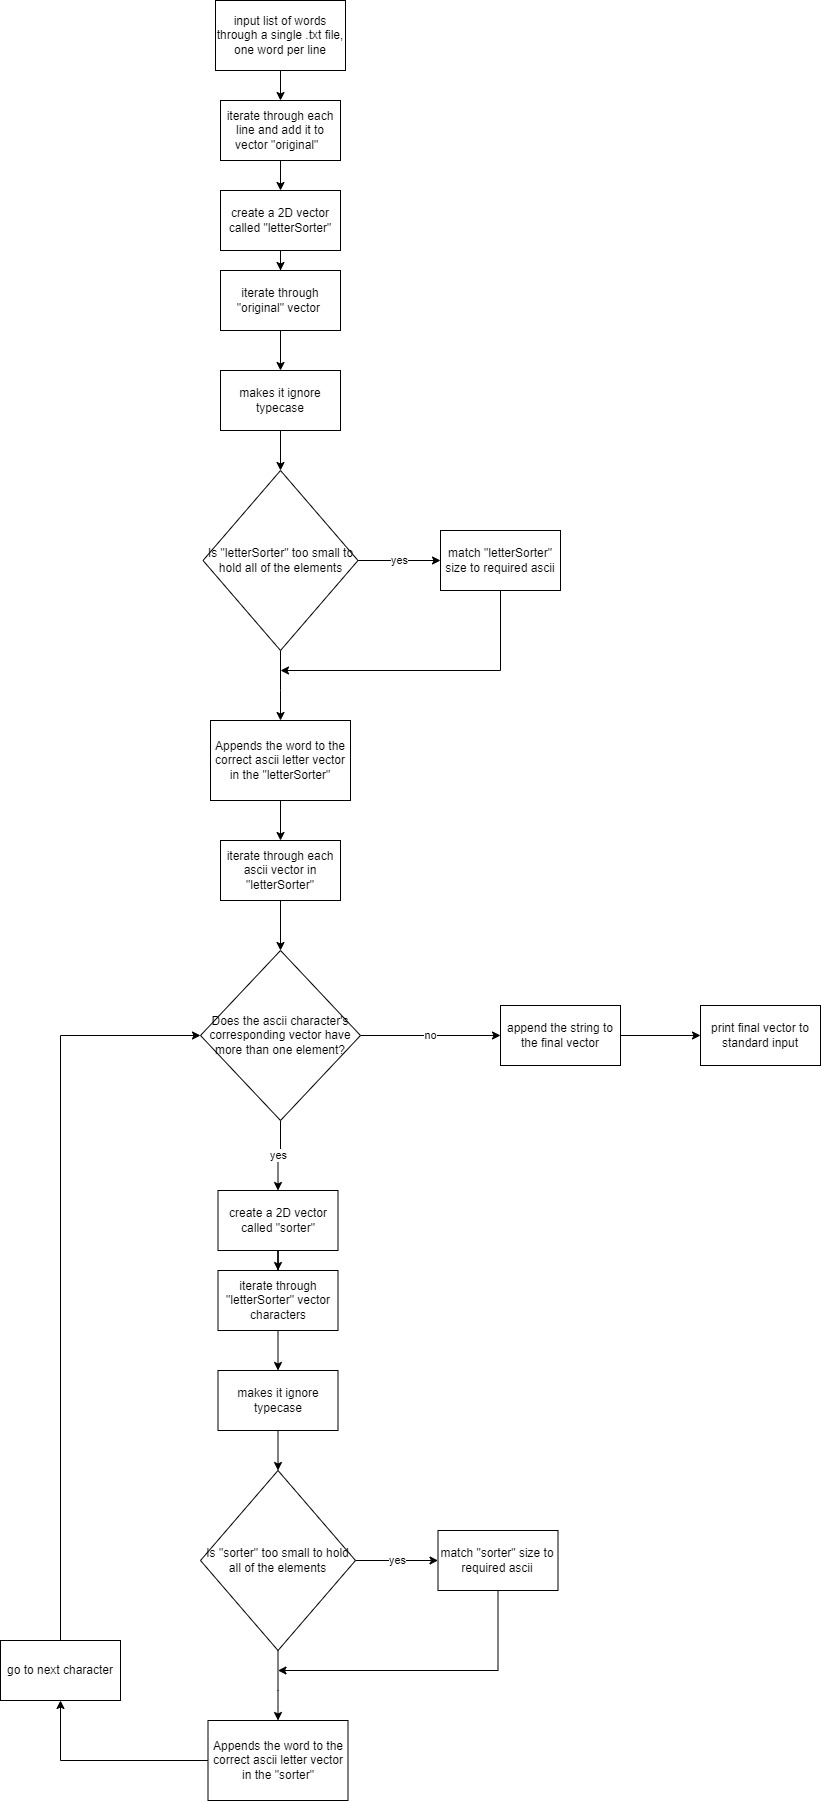 input list of words
through a single .txt file,
one word per line
iterate through each
line and add it to
vector "original"
create a 2D vector
called "letterSorter"
iterate through
"original" vector
makes it ignore
typecase
Is "letterSorter" too small to
hold all of the elements
yes
match "letterSorter"
size to required ascii
Appends the word to the
correct ascii letter vector
in the "letterSorter"
iterate through each
ascii vector in
"letterSorter"
Does the ascii character's
corresponding vector have
more than one element?
no
append the string to
the final vector
print final vector to
standard input
yes
create a 2D vector
called "sorter"
iterate through
"letterSorter" vector
characters
makes it ignore
typecase
Is "sorter" too small to hold
all of the elements
yes
match "sorter" size to
required ascii
go to next character
Appends the word to the
correct ascii letter vector
in the "sorter"